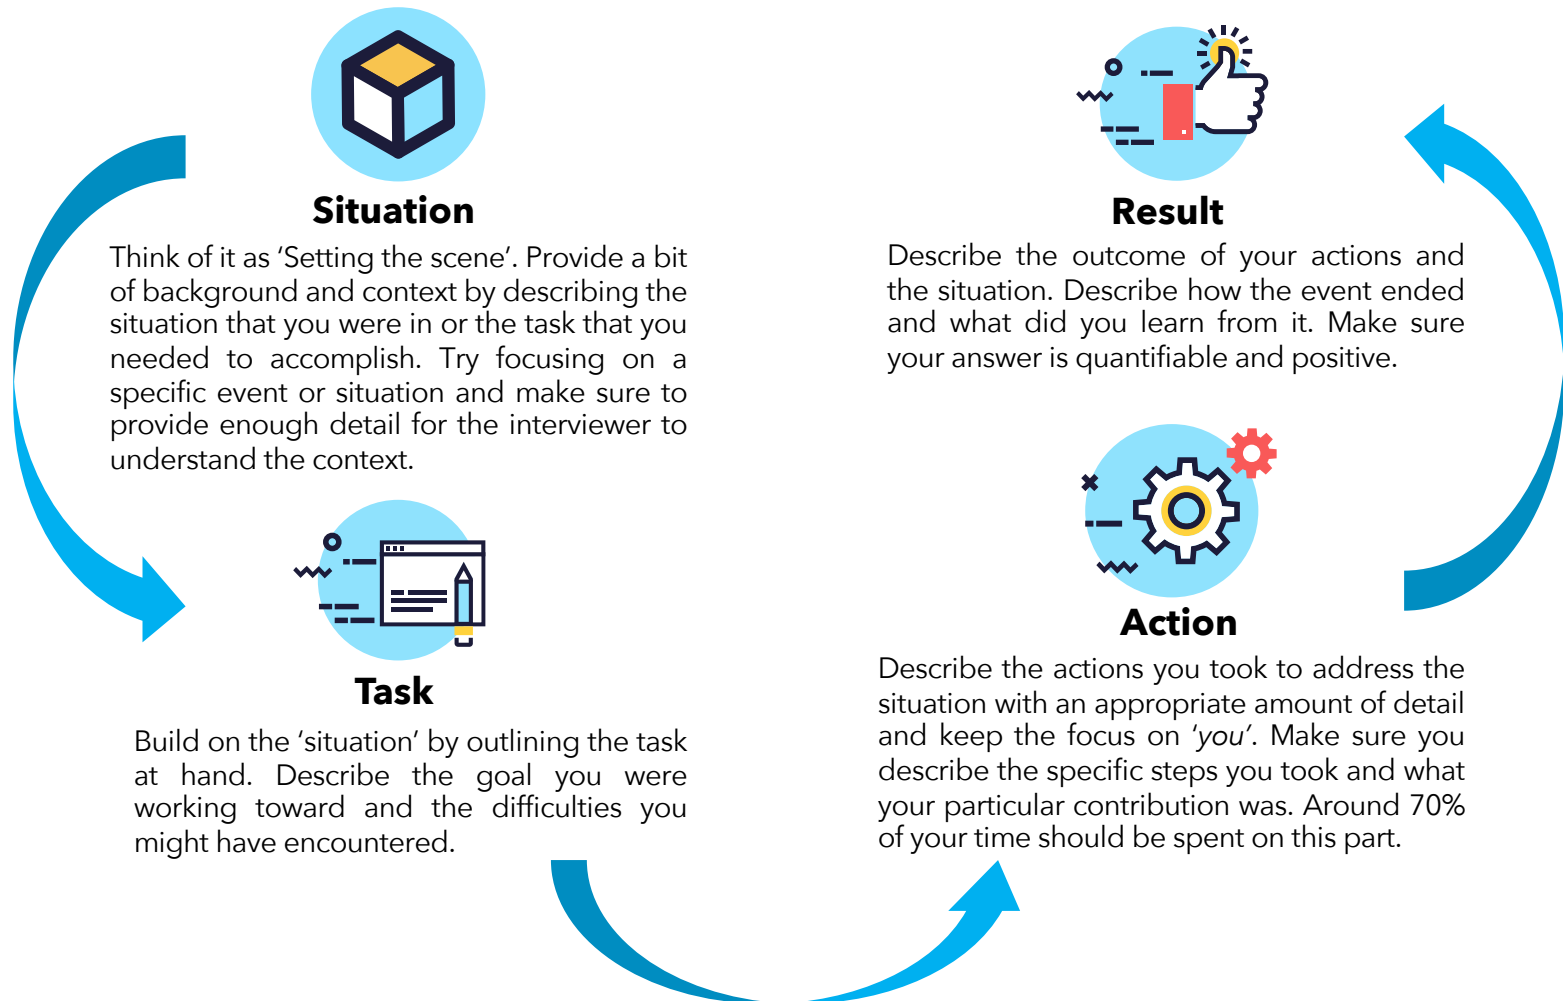 Situation
Think of it as ‘Setting the scene’. Provide a bit
of background and context by describing the
situation that you were in or the task that you
needed to accomplish. Try focusing on a
specific event or situation and make sure to
provide enough detail for the interviewer to
understand the context.
Task
Build on the ‘situation’ by outlining the task
at hand. Describe the goal you were
working toward and the difficulties you
might have encountered.
Action
Describe the actions you took to address the
situation with an appropriate amount of detail
and keep the focus on ‘you’. Make sure you
describe the specific steps you took and what
your particular contribution was. Around 70%
of your time should be spent on this part.
Result
Describe the outcome of your actions and
the situation. Describe how the event ended
and what did you learn from it. Make sure
your answer is quantifiable and positive.